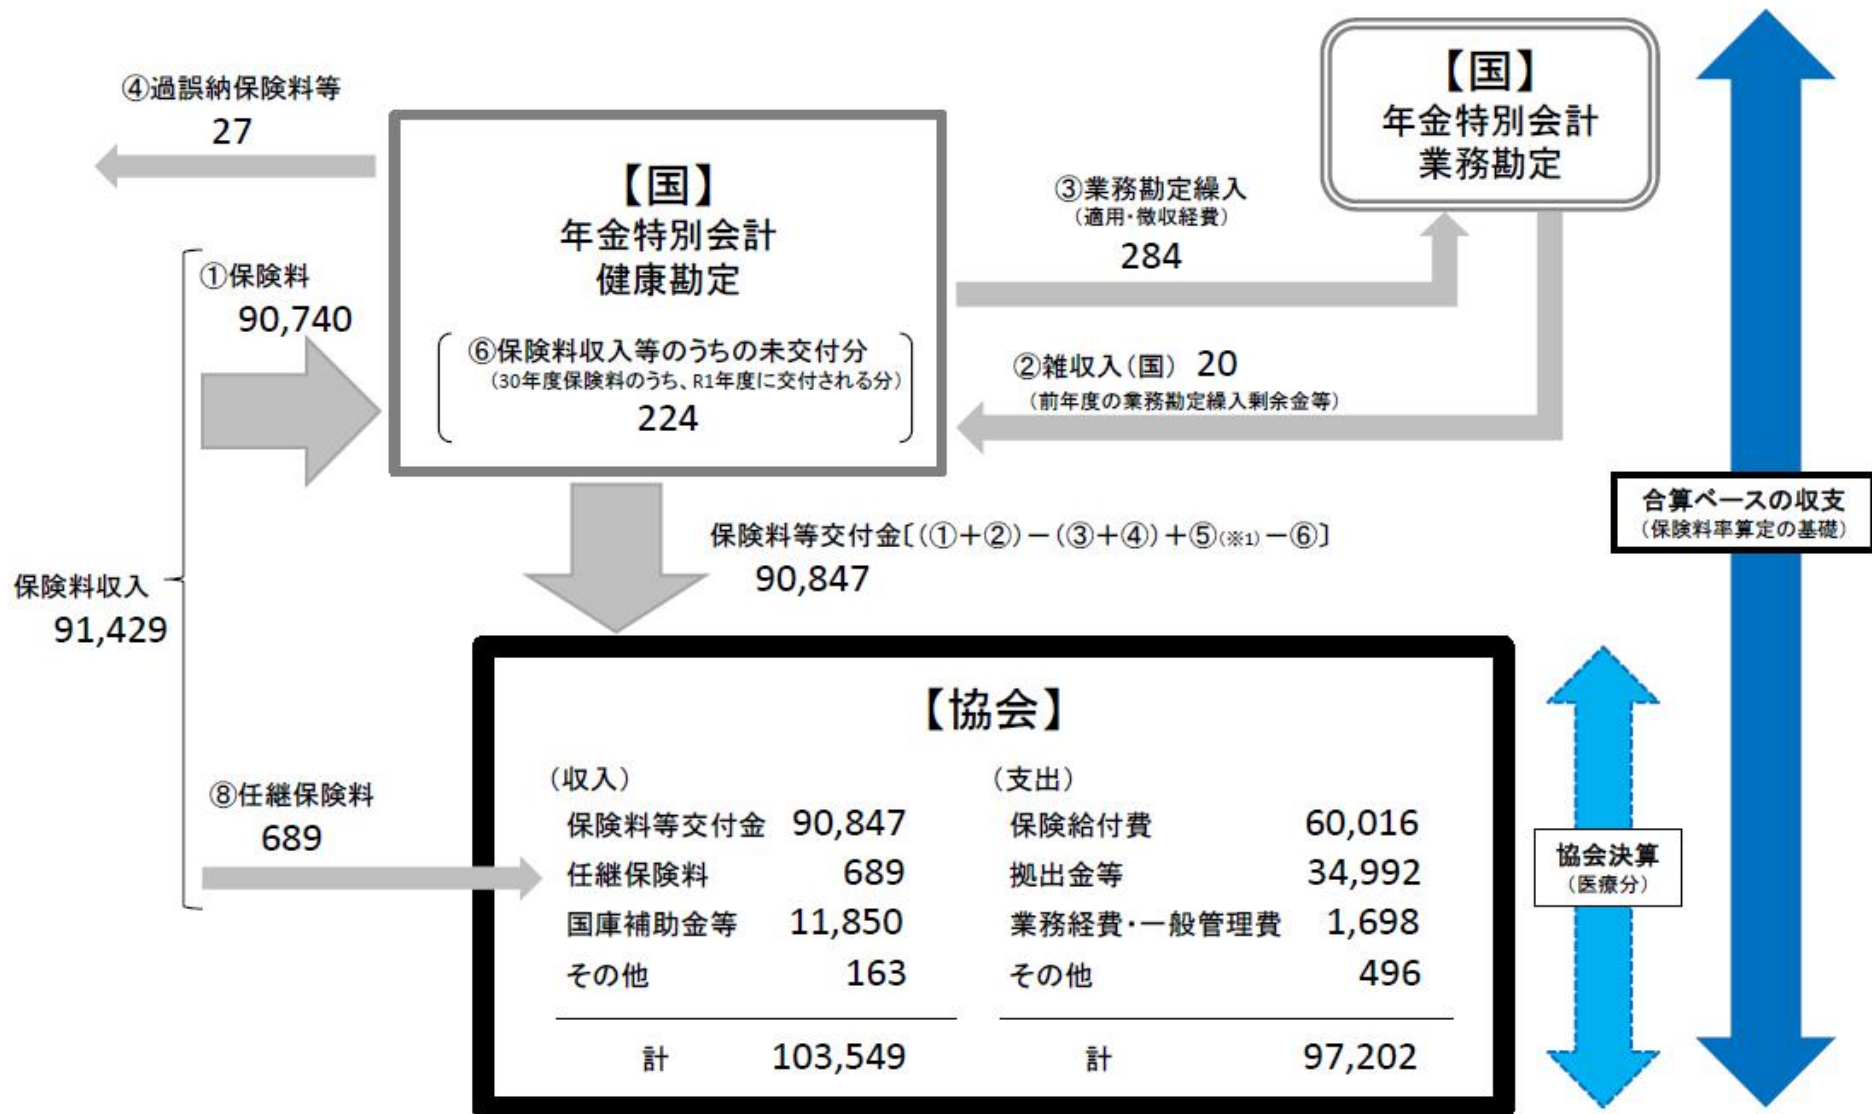 ④過誤納保険料等
27
【国】
年金特別会計
健康勘定
⑥保険料収入等のうちの未交付分
（30年度保険料のうち、R1年度に交付される分）
224
【国】
年金特別会計
業務勘定
③業務勘定繰入
（適用・徴収経費）
284
②雑収入（国） 20
（前年度の業務勘定繰入剰余金等）
①保険料
90,740
保険料収入
91,429
保険料等交付金〔（①＋②）－（③＋④）＋⑤(※1)－⑥〕
90,847
合算ベースの収支
（保険料率算定の基礎）
⑧任継保険料
689
【協会】
（収入）
保険料等交付金 90,847
任継保険料 689
国庫補助金等 11,850
その他 163
計 103,549
（支出）
保険給付費 60,016
拠出金等 34,992
業務経費・一般管理費 1,698
その他 496
計 97,202
協会決算
（医療分）